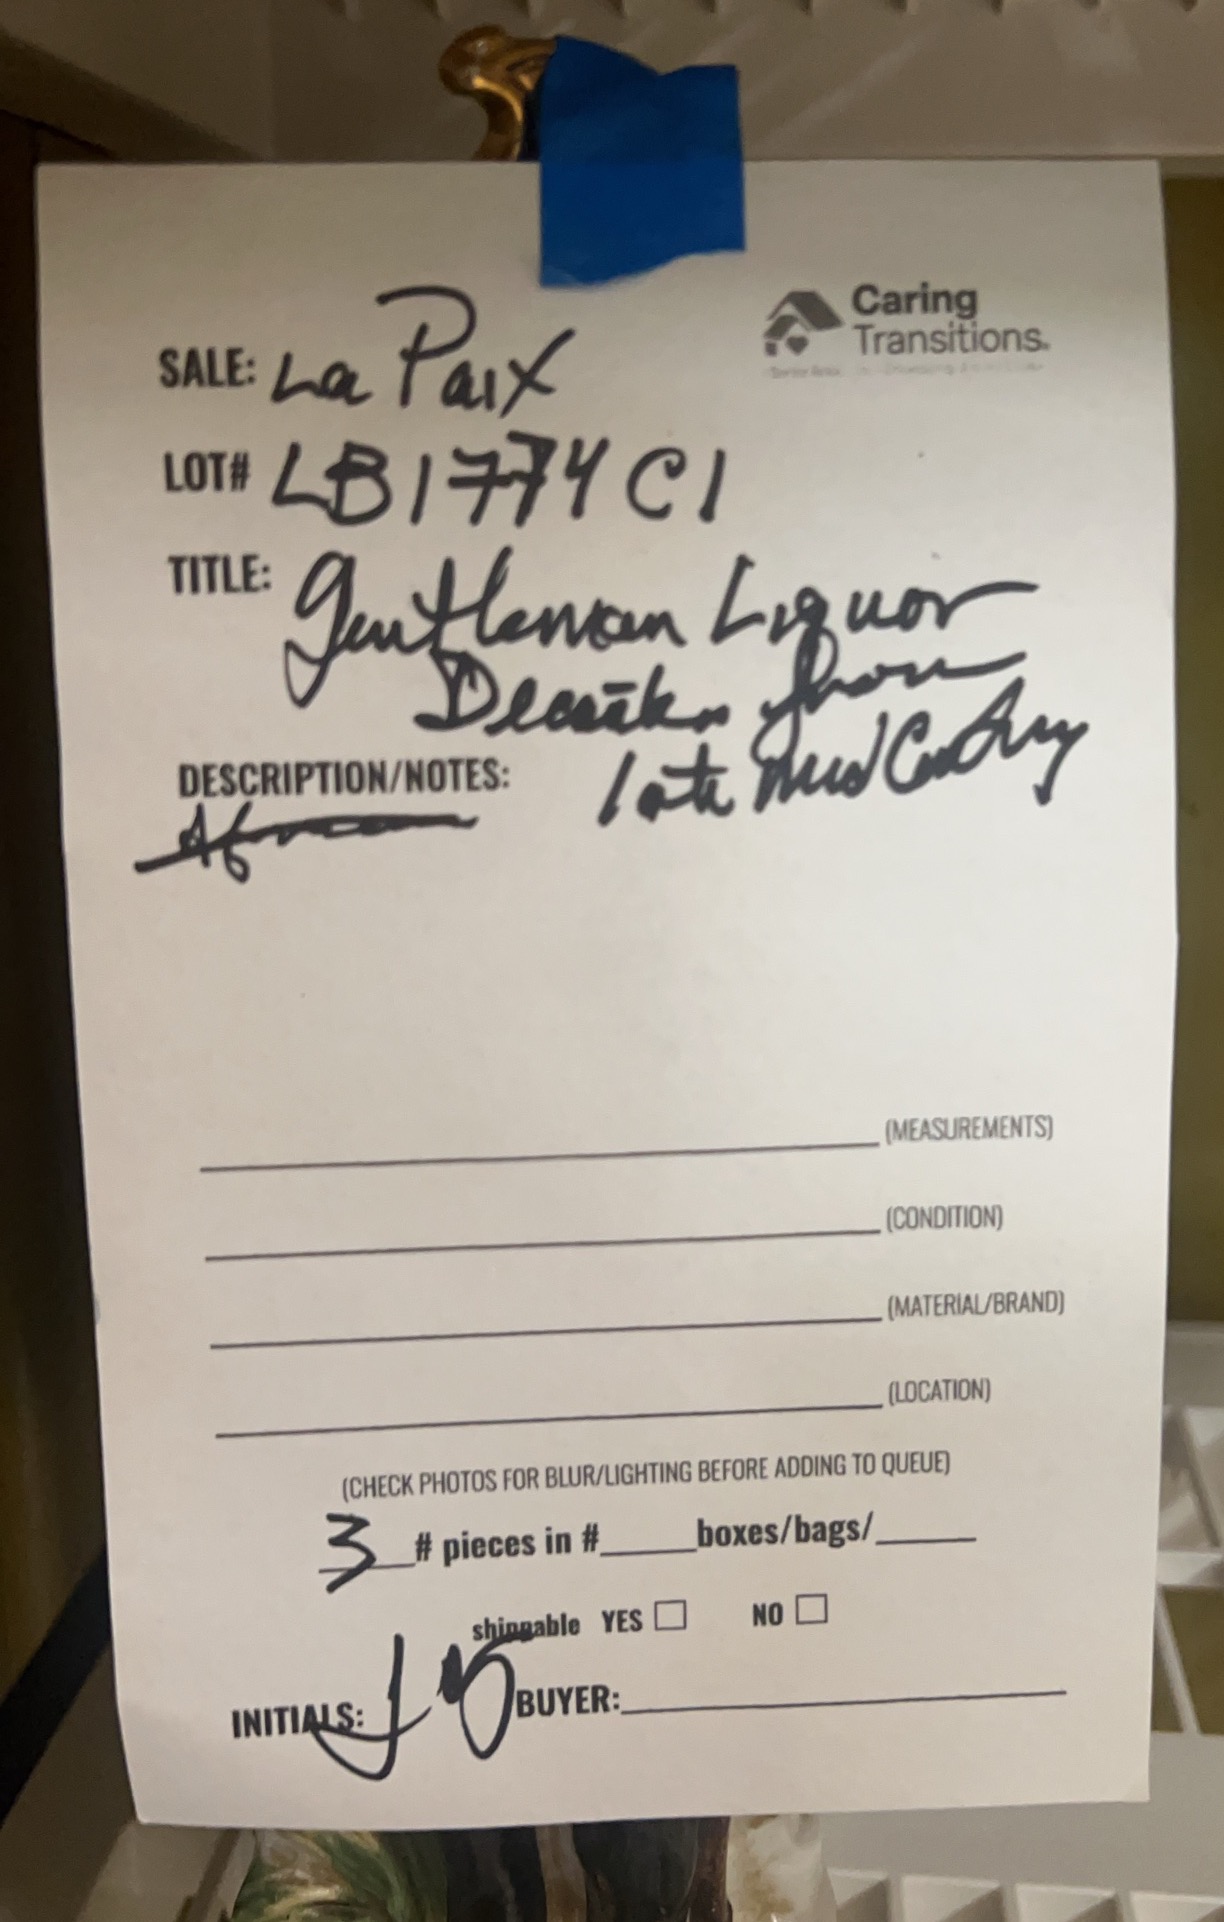 Caring
Transitions.
SALE: La Paix
LOT# LB1774C1
TITLE: Gentleman Liquor
Decanter from
late Mid Century
DESCRIPTION/NOTES:
(MEASUREMENTS)
(CONDITION)
(MATERIAL/BRAND)
(LOCATION)
(CHECK PHOTOS FOR BLUR/LIGHTING BEFORE ADDING TO QUEUE)
3 # pieces in #____boxes/bags/____
shippable YES NO
INITIALS: BUYER: